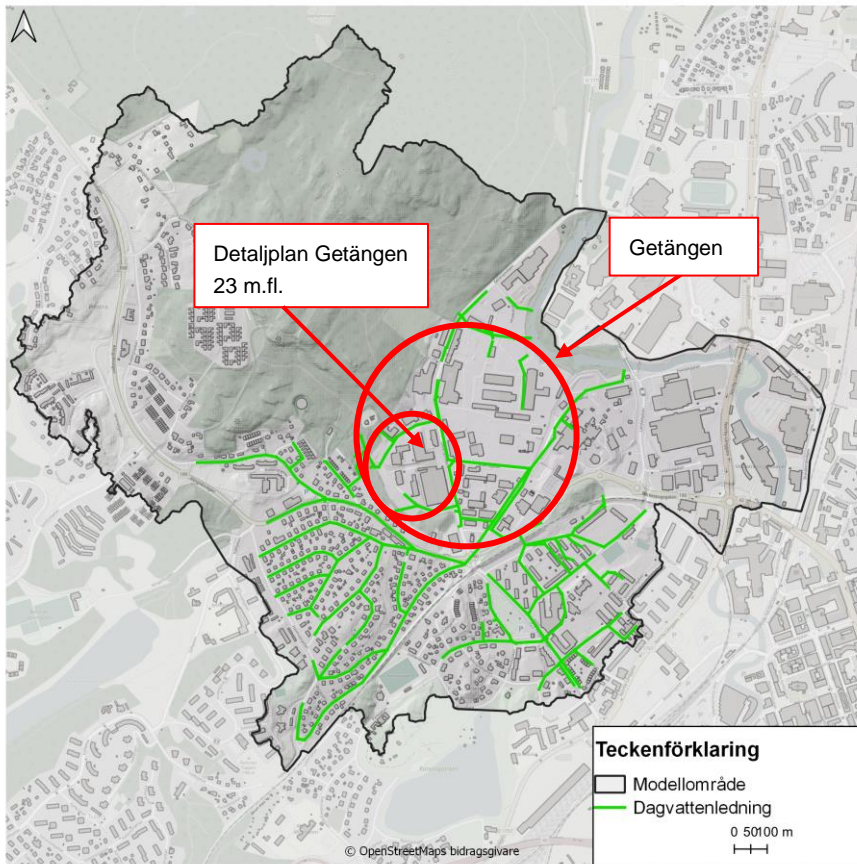 Detaljplan Getängen
23 m.fl.
Getängen
Teckenförklaring
Modellområde
Dagvattenledning
0 50100 m
© OpenStreetMaps bidragsgivare